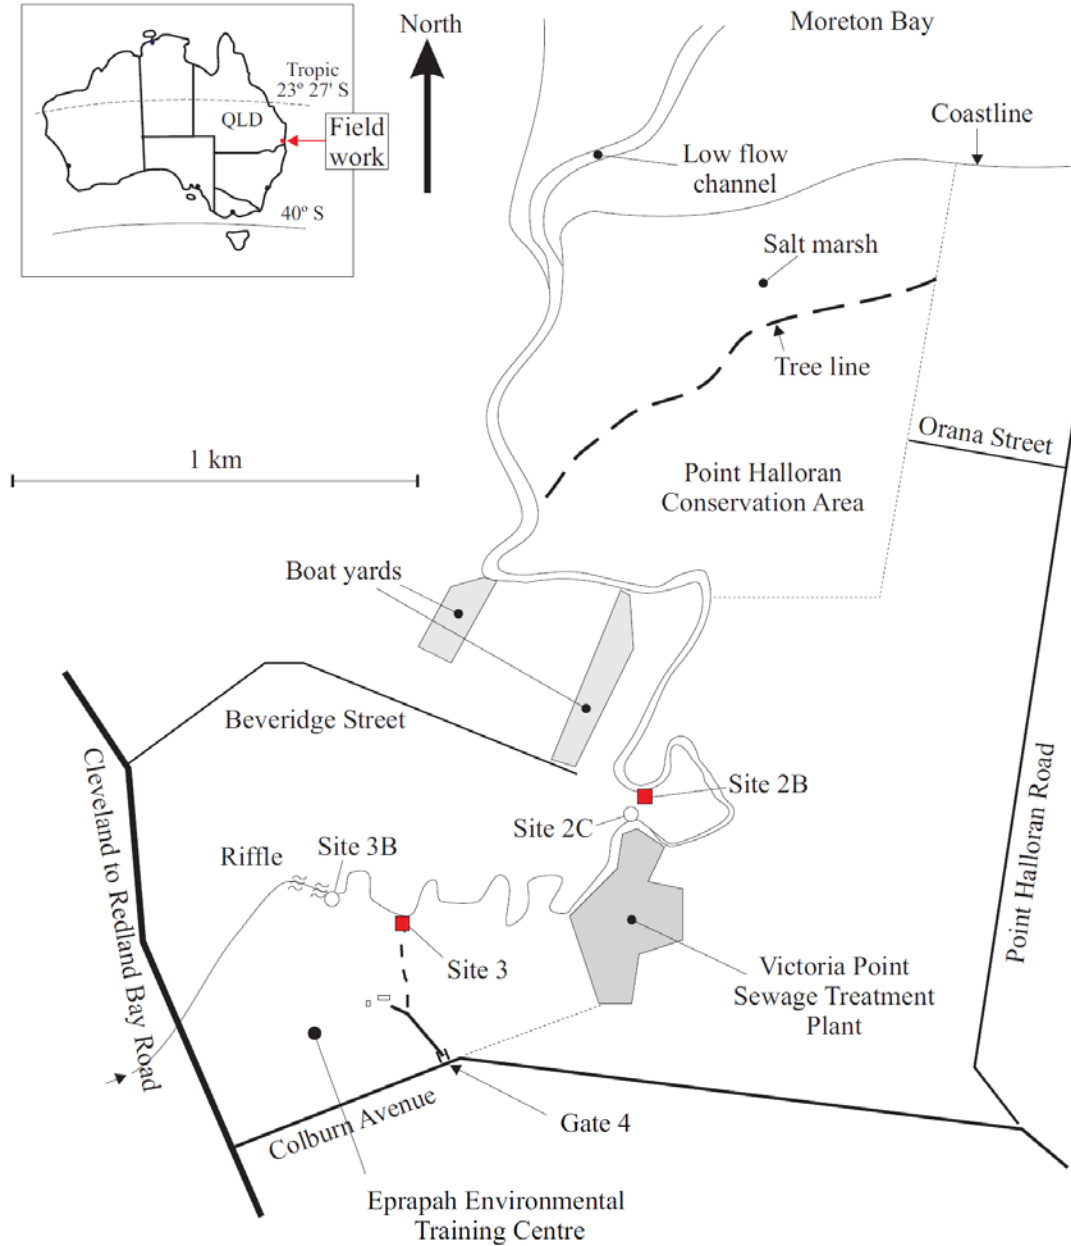 North
Moreton Bay
Tropic
23º 27' S
QLD
Field
work
40º S
Coastline
Low flow
channel
Salt marsh
Tree line
Orana Street
1 km
Point Halloran
Conservation Area
Boat yards
Beveridge Street
Cleveland to Redland Bay Road
Site 2B
Site 2C
Point Halloran Road
Riffle
Site 3B
Site 3
Victoria Point
Sewage Treatment
Plant
Colburn Avenue
Gate 4
Eprapah Environmental
Training Centre